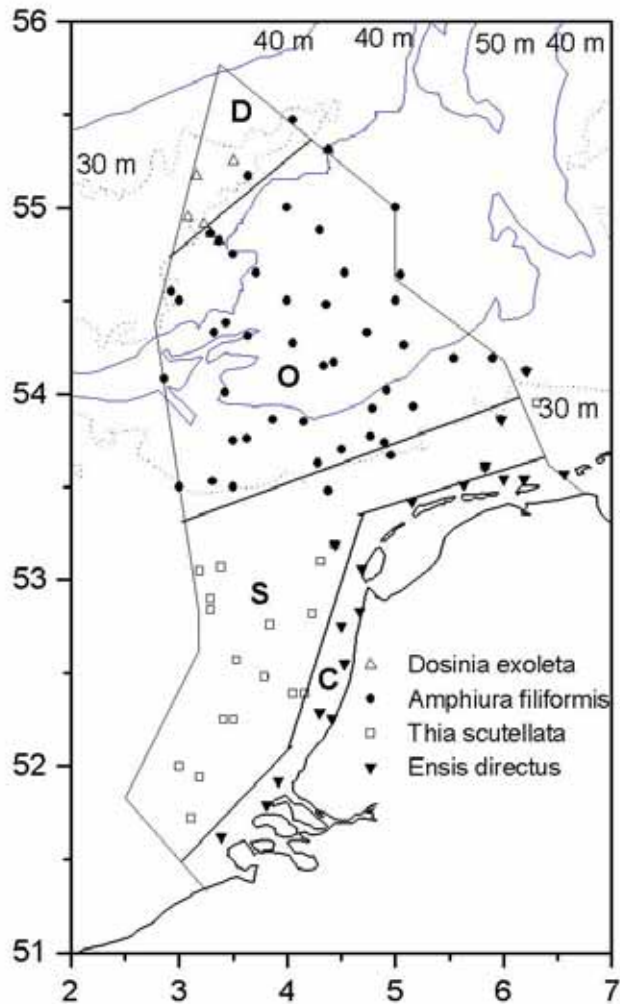 56
40 m
40 m
50 m
40 m
D
30 m
55
54
O
30 m
53
S
C
Dosinia exoleta
Amphiura filiformis
Thia scutellata
Ensis directus
52
51
2
3
4
5
6
7